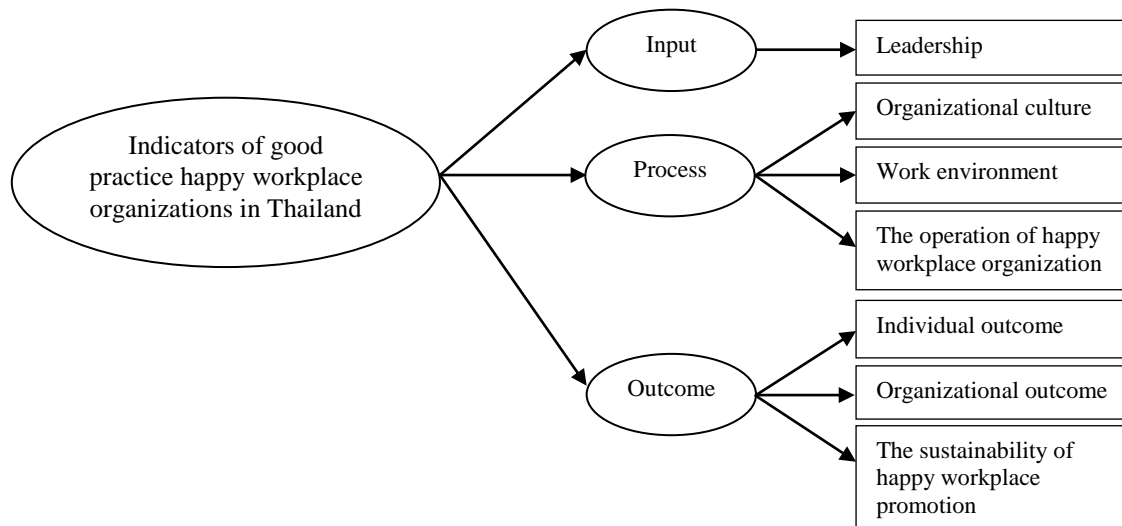 Indicators of good
practice happy workplace
organizations in Thailand
Input
Leadership
Process
Organizational culture
Work environment
The operation of happy
workplace organization
Outcome
Individual outcome
Organizational outcome
The sustainability of
happy workplace
promotion